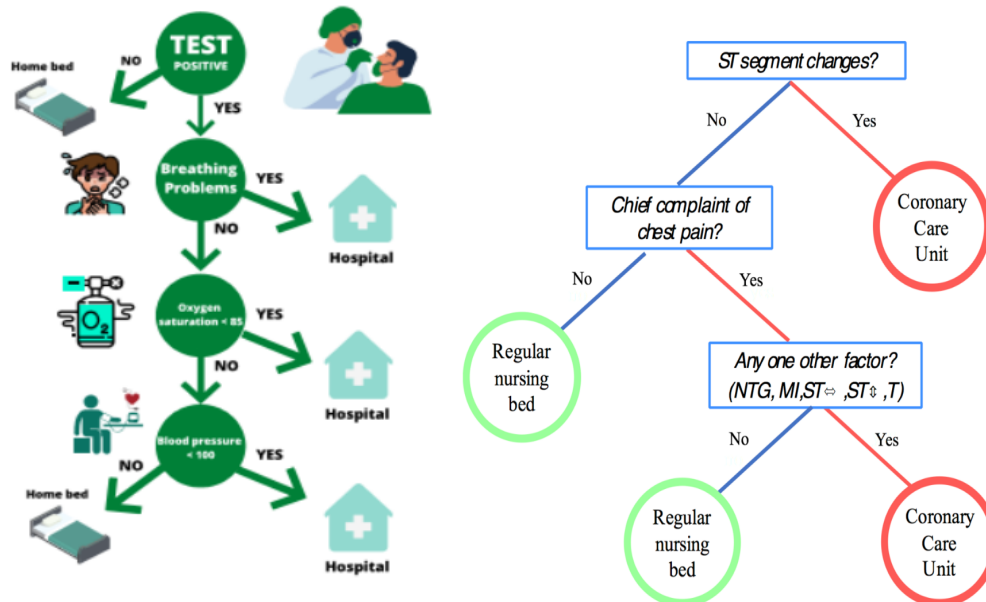 TEST
POSITIVE
NO
Home bed
YES
Breathing
Problems
YES
NO
Hospital
O2
Oxygen
saturation < 85
YES
NO
Hospital
Blood pressure
< 100
NO
YES
Home bed
Hospital
ST segment changes?
No
Yes
Coronary
Care
Unit
Chief complaint of
chest pain?
No
Yes
Regular
nursing
bed
Any one other factor?
(NTG, MI,ST⇔ ,ST⇕ ,T)
No
Yes
Regular
nursing
bed
Coronary
Care
Unit